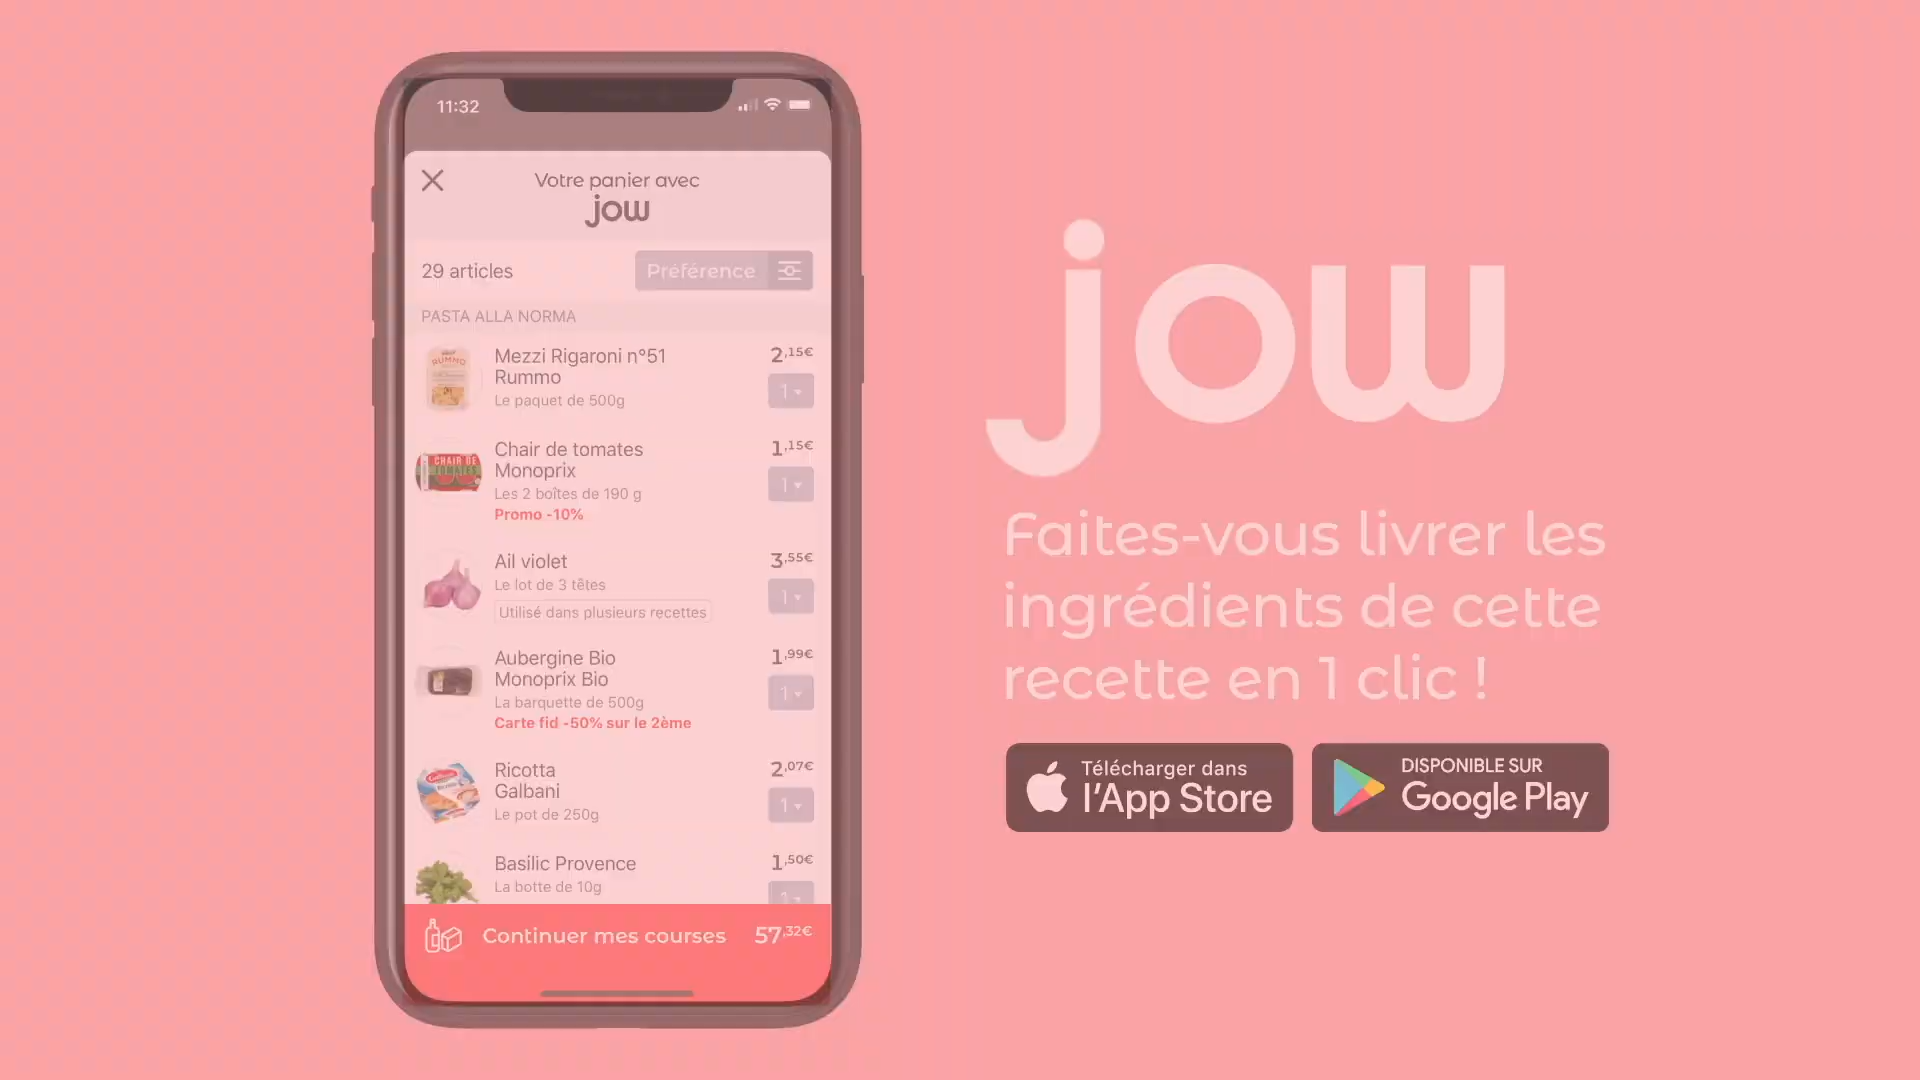 11:32
Votre panier avec
jow
29 articles
Préférence
PASTA ALLA NORMA
Mezzi Rigaroni n°51
Rummo
Le paquet de 500g
2,15€
1
RUMMO
Chair de tomates
Monoprix
Les 2 boîtes de 190 g
Promo -10%
1,15€
1
CHAIR DE
TOMATES
Ail violet
Le lot de 3 têtes
Utilisé dans plusieurs recettes
3,55€
1
Aubergine Bio
Monoprix Bio
La barquette de 500g
Carte fid -50% sur le 2ème
1,99€
1
Ricotta
Galbani
Le pot de 250g
2,07€
1
Galbani
Basilic Provence
La botte de 10g
1,50€
Continuer mes courses
57,32€
jow
Faites-vous livrer les
ingrédients de cette
recette en 1 clic !
Télécharger dans
l'App Store
DISPONIBLE SUR
Google Play